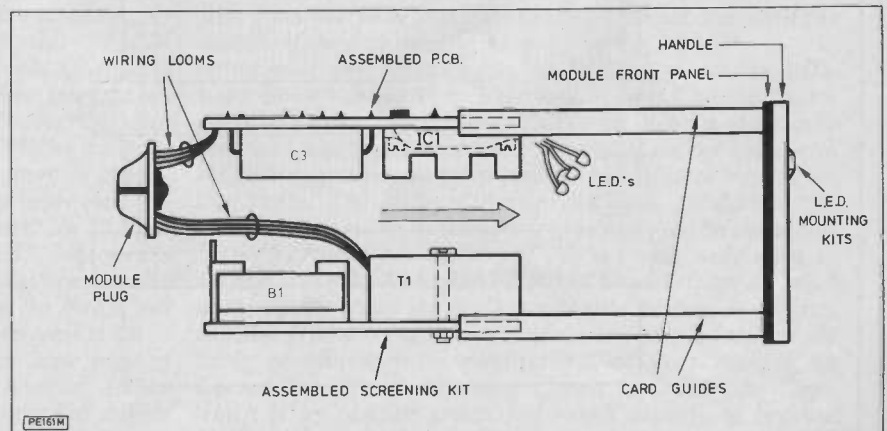 HANDLE
WIRING LOOMS
ASSEMBLED P.C.B.
MODULE FRONT PANEL
IC1
C3
L.E.D.'s
L.E.D.
MOUNTING
KITS
MODULE
PLUG
B1
T1
ASSEMBLED SCREENING KIT
CARD GUIDES
PE161M